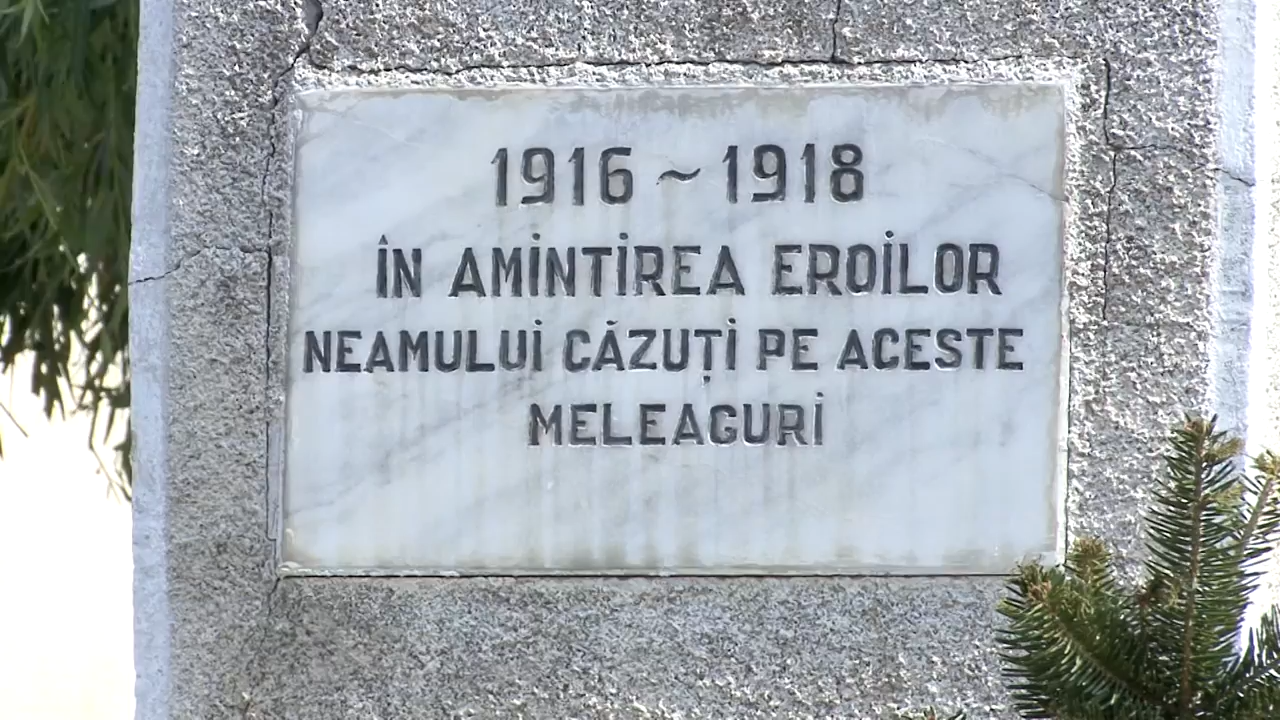 1916 ~ 1918
ÎN AMINTIREA EROILOR
NEAMULUI CĂZUȚI PE ACESTE
MELEAGURI